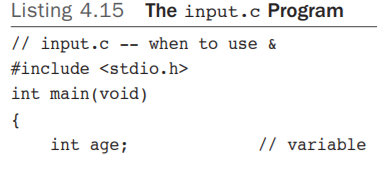 Listing 4.15 The input.c Program
// input.c -- when to use &
#include <stdio.h>
int main(void)
{
    int age;             // variable